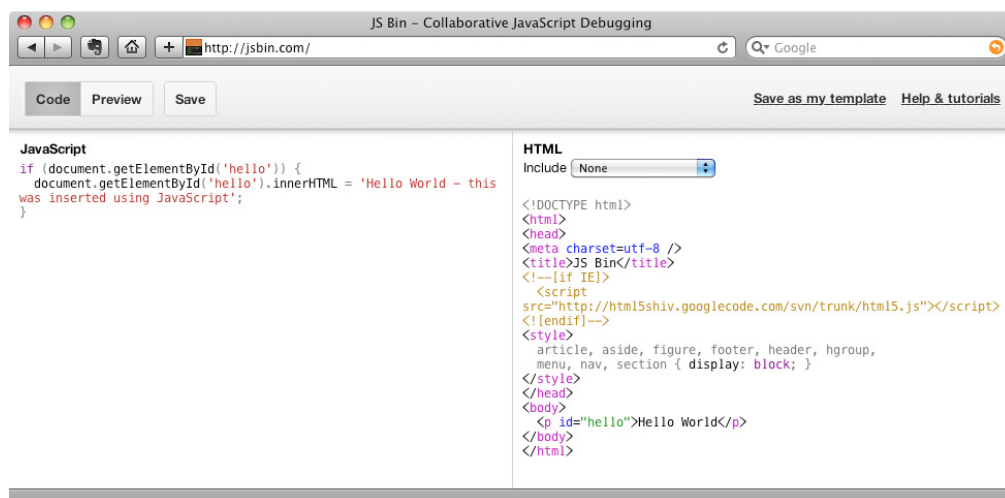 JS Bin - Collaborative JavaScript Debugging
http://jsbin.com/
Google
Code Preview Save
Save as my template Help & tutorials
JavaScript
if (document.getElementById('hello')) {
  document.getElementById('hello').innerHTML = 'Hello World - this
was inserted using JavaScript';
}
HTML
Include None
<!DOCTYPE html>
<html>
<head>
<meta charset=utf-8 />
<title>JS Bin</title>
<!--[if IE]>
  <script
src="http://html5shiv.googlecode.com/svn/trunk/html5.js"></script>
<![endif]-->
<style>
  article, aside, figure, footer, header, hgroup,
  menu, nav, section { display: block; }
</style>
</head>
<body>
  <p id="hello">Hello World</p>
</body>
</html>